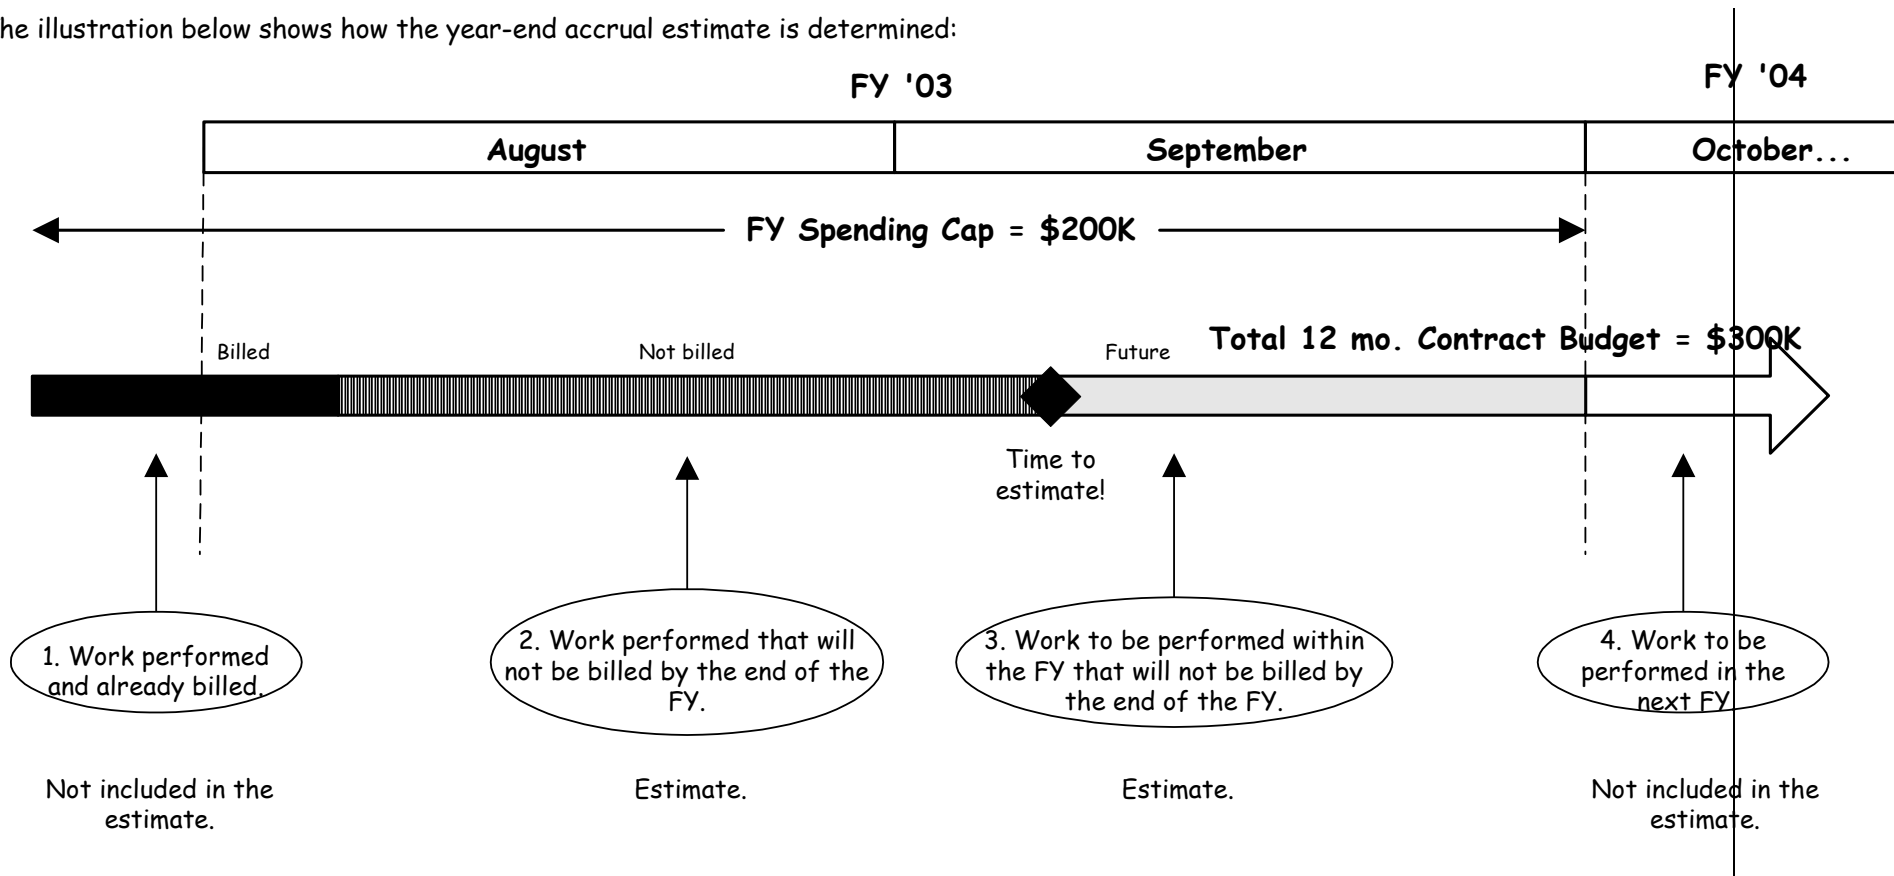 he illustration below shows how the year-end accrual estimate is determined:
FY '03
FY '04
August
September
October...
FY Spending Cap = $200K
Total 12 mo. Contract Budget = $300K
Billed
Not billed
Future
Time to
estimate!
1. Work performed
and already billed.
2. Work performed that will
not be billed by the end of the
FY.
3. Work to be performed within
the FY that will not be billed by
the end of the FY.
4. Work to be
performed in the
next FY
Not included in the
estimate.
Estimate.
Estimate.
Not included in the
estimate.